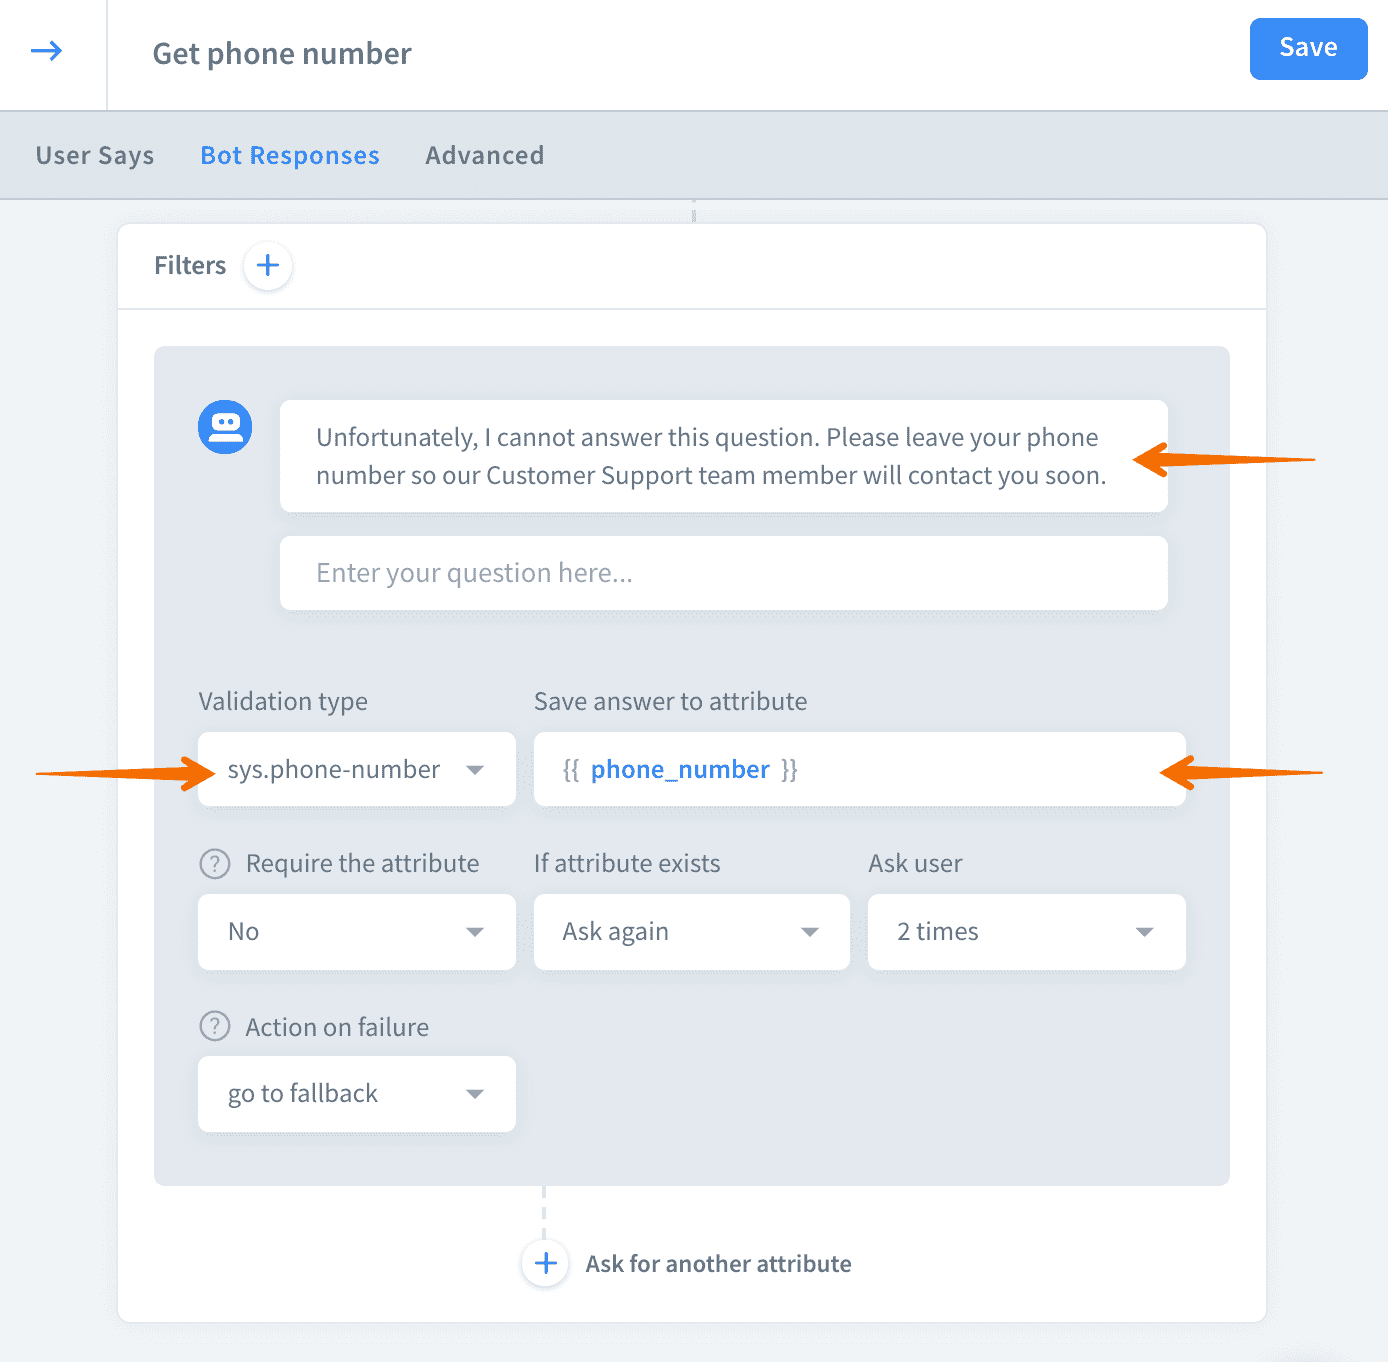 Get phone number
Save
User Says
Bot Responses
Advanced
Filters
Unfortunately, I cannot answer this question. Please leave your phone
number so our Customer Support team member will contact you soon.
Enter your question here...
Validation type
Save answer to attribute
sys.phone-number
{{ phone_number }}
? Require the attribute
If attribute exists
Ask user
No
Ask again
2 times
? Action on failure
go to fallback
Ask for another attribute